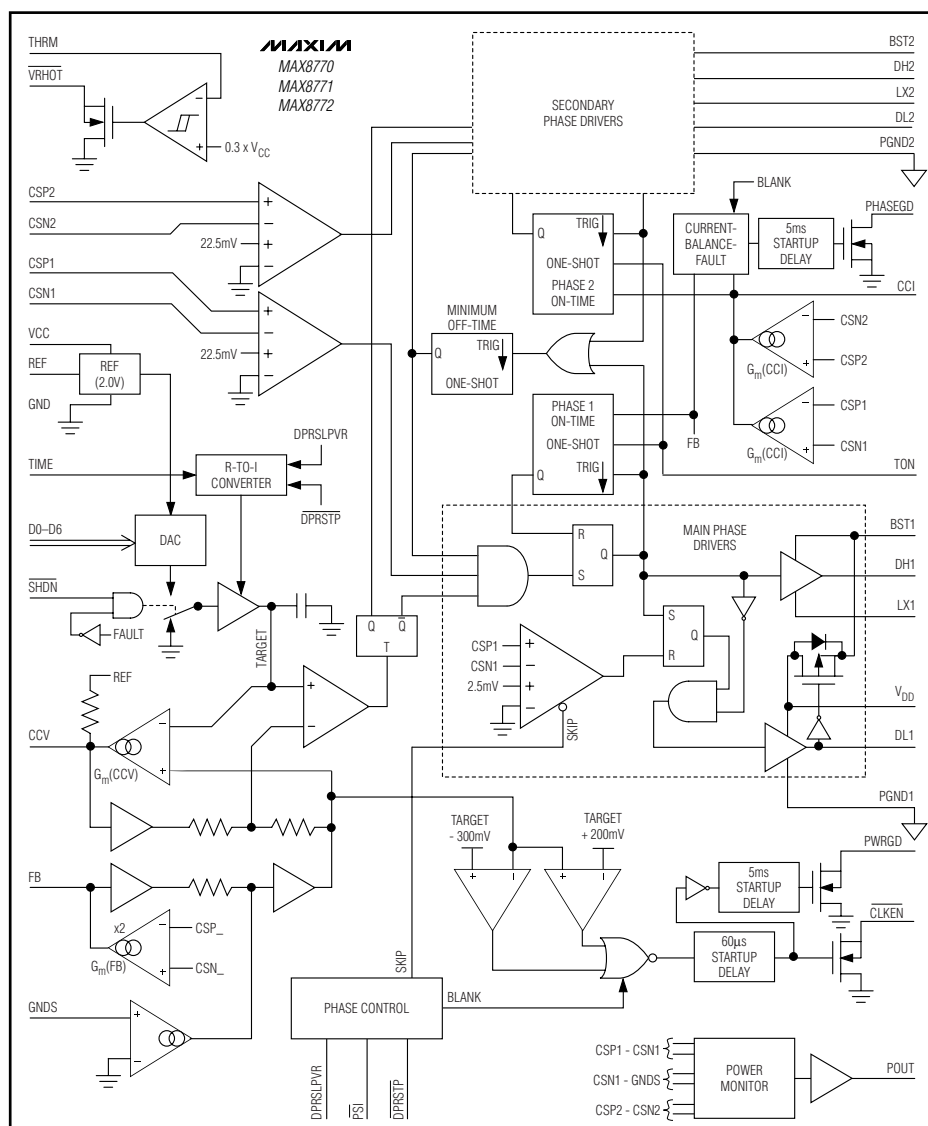 THRM
VRHOT
MAXIM
MAX8770
MAX8771
MAX8772
0.3 x VCC
SECONDARY
PHASE DRIVERS
BST2
DH2
LX2
DL2
PGND2
CSP2
CSN2
22.5mV
CSP1
CSN1
22.5mV
Q
TRIG
ONE-SHOT
PHASE 2
ON-TIME
BLANK
CURRENT-
BALANCE-
FAULT
5ms
STARTUP
DELAY
PHASEGD
CCI
MINIMUM
OFF-TIME
Q
TRIG
ONE-SHOT
CSN2
CSP2
Gm(CCI)
CSP1
CSN1
Gm(CCI)
VCC
REF
REF
(2.0V)
GND
PHASE 1
ON-TIME
ONE-SHOT
TRIG
Q
FB
TON
TIME
R-TO-I
CONVERTER
DPRSLPVR
DPRSTP
D0–D6
DAC
SHDN
FAULT
TARGET
Q
Q
T
R
S
Q
MAIN PHASE
DRIVERS
BST1
DH1
LX1
CSP1
CSN1
2.5mV
SKIP
S
R
Q
VDD
DL1
PGND1
REF
CCV
Gm(CCV)
FB
x2
Gm(FB)
CSP_
CSN_
GNDS
TARGET
- 300mV
TARGET
+ 200mV
5ms
STARTUP
DELAY
PWRGD
60µs
STARTUP
DELAY
CLKEN
SKIP
PHASE CONTROL
BLANK
DPRSLPVR
PSI
DPRSTP
CSP1 - CSN1
CSN1 - GNDS
CSP2 - CSN2
POWER
MONITOR
POUT